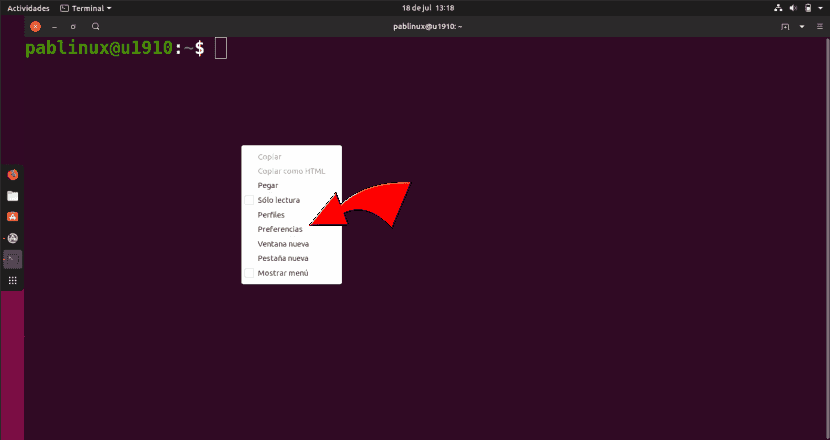 Actividades Terminal 18 de jul 13:18
pablinux@u1910: ~
pablinux@u1910:~$
Copiar
Copiar como HTML
Pegar
Sólo lectura
Perfiles
Preferencias
Ventana nueva
Pestaña nueva
Mostrar menú